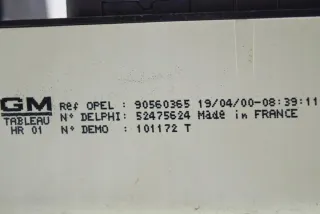 GM
TABLEAU
HR 01
Réf OPEL : 90560365 19/04/00-08:39:11
N° DELPHI: 52475624 Made in FRANCE
N° DEMO : 101172 T